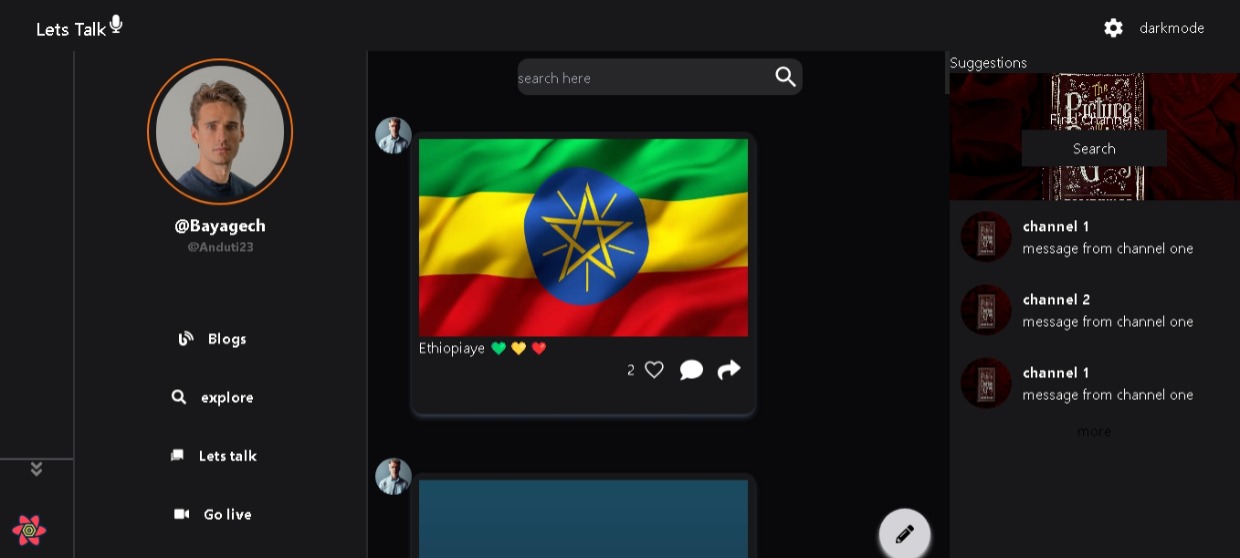 Lets Talk
darkmode
@Bayagech
@Anduti23
Blogs
explore
Lets talk
Go live
search here
Ethiopiaye 💚 💛 ❤️
2
Suggestions
The
Picture
Find channels
Search
channel 1
message from channel one
channel 2
message from channel one
channel 1
message from channel one
more